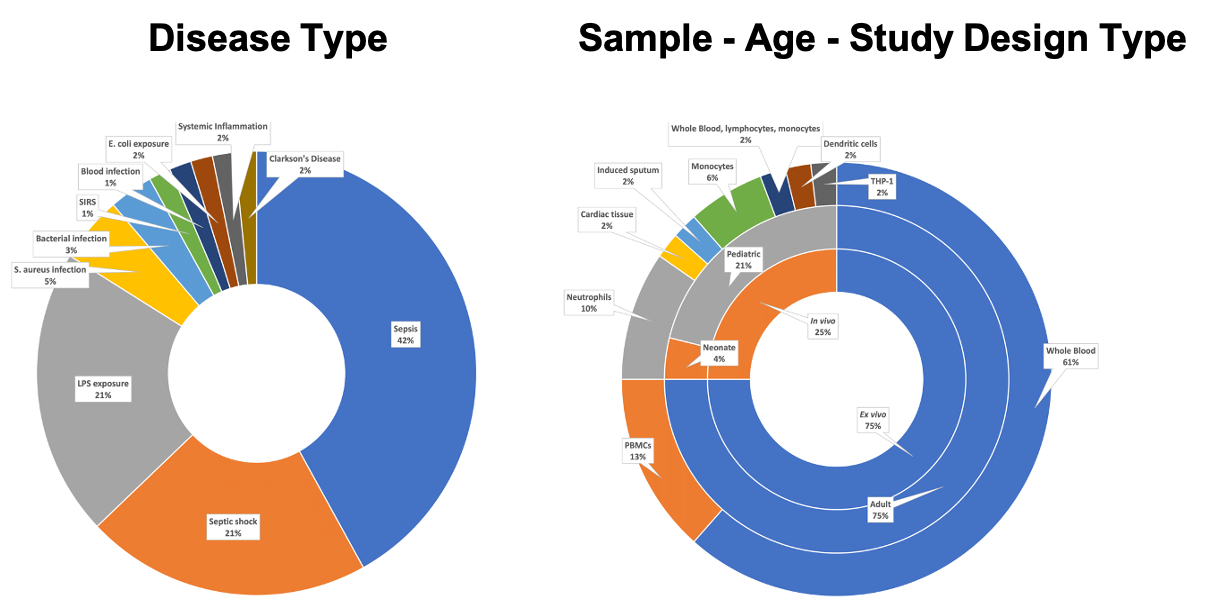 Disease Type
Sample - Age - Study Design Type
Systemic Inflammation
2%
E. coli exposure
2%
Clarkson's Disease
2%
Blood infection
1%
SIRS
1%
Bacterial infection
3%
S. aureus infection
5%
Sepsis
42%
LPS exposure
21%
Septic shock
21%
Whole Blood, lymphocytes, monocytes
2%
Dendritic cells
2%
Monocytes
6%
Induced sputum
2%
THP-1
2%
Cardiac tissue
2%
Pediatric
21%
Neutrophils
10%
In vivo
25%
Neonate
4%
Whole Blood
61%
Ex vivo
75%
PBMCs
13%
Adult
75%